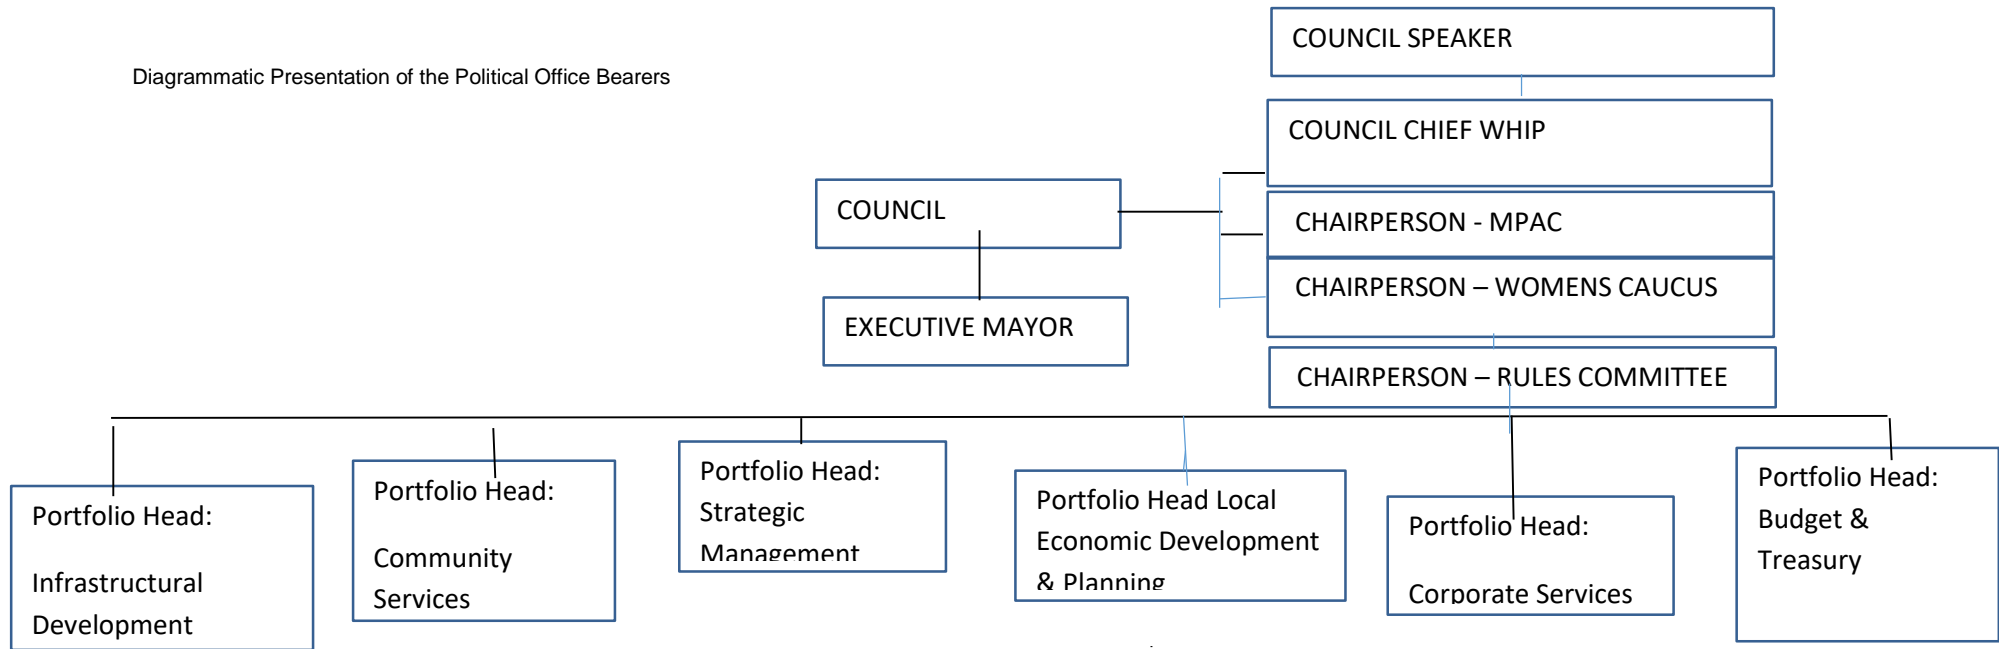 COUNCIL SPEAKER
Diagrammatic Presentation of the Political Office Bearers
COUNCIL CHIEF WHIP
COUNCIL
CHAIRPERSON - MPAC
CHAIRPERSON – WOMENS CAUCUS
EXECUTIVE MAYOR
CHAIRPERSON – RULES COMMITTEE
Portfolio Head:
Infrastructural
Development
Portfolio Head:
Community
Services
Portfolio Head:
Strategic
Management
Portfolio Head Local
Economic Development
& Planning
Portfolio Head:
Corporate Services
Portfolio Head:
Budget &
Treasury